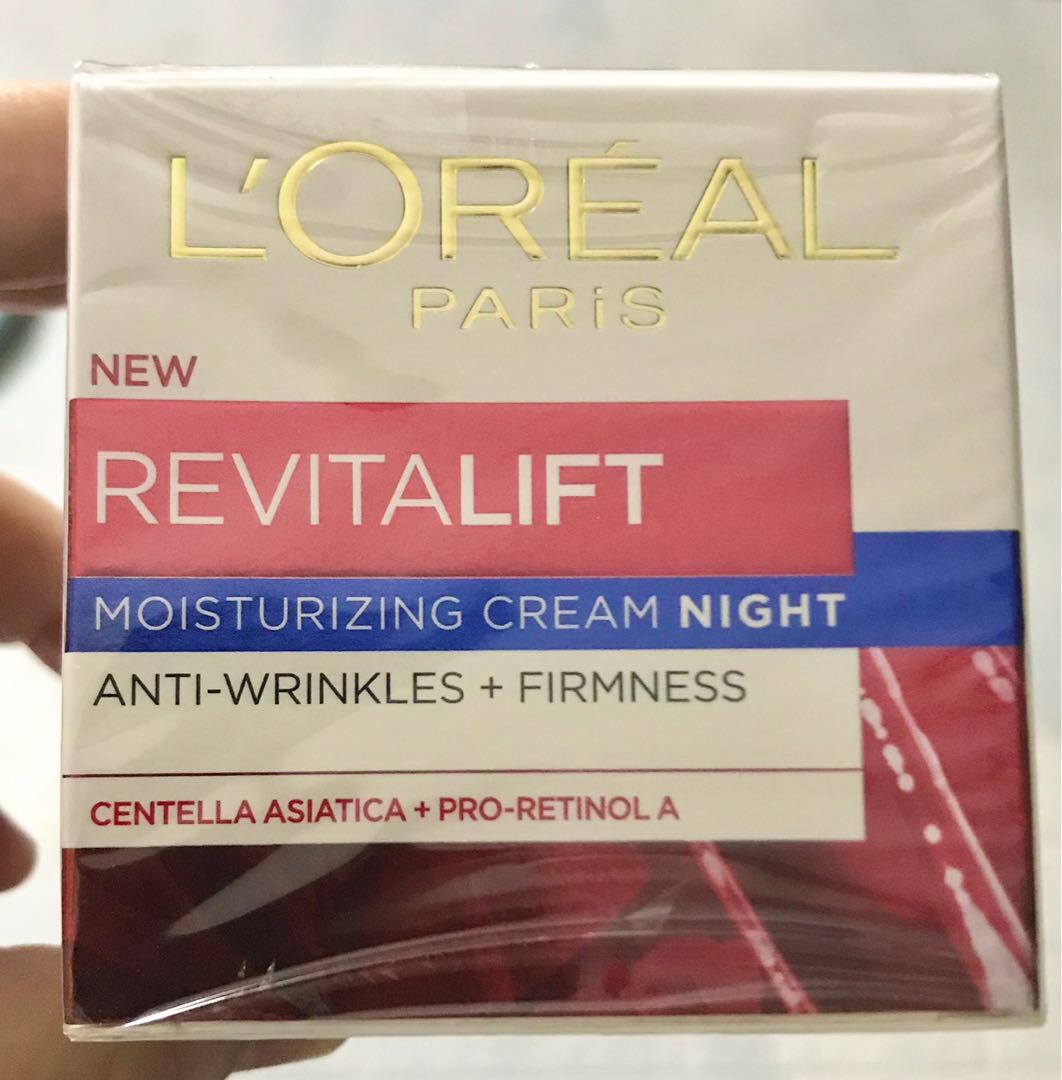 L'ORÉAL
PARiS
NEW
REVITALIFT
MOISTURIZING CREAM NIGHT
ANTI-WRINKLES + FIRMNESS
CENTELLA ASIATICA + PRO-RETINOL A